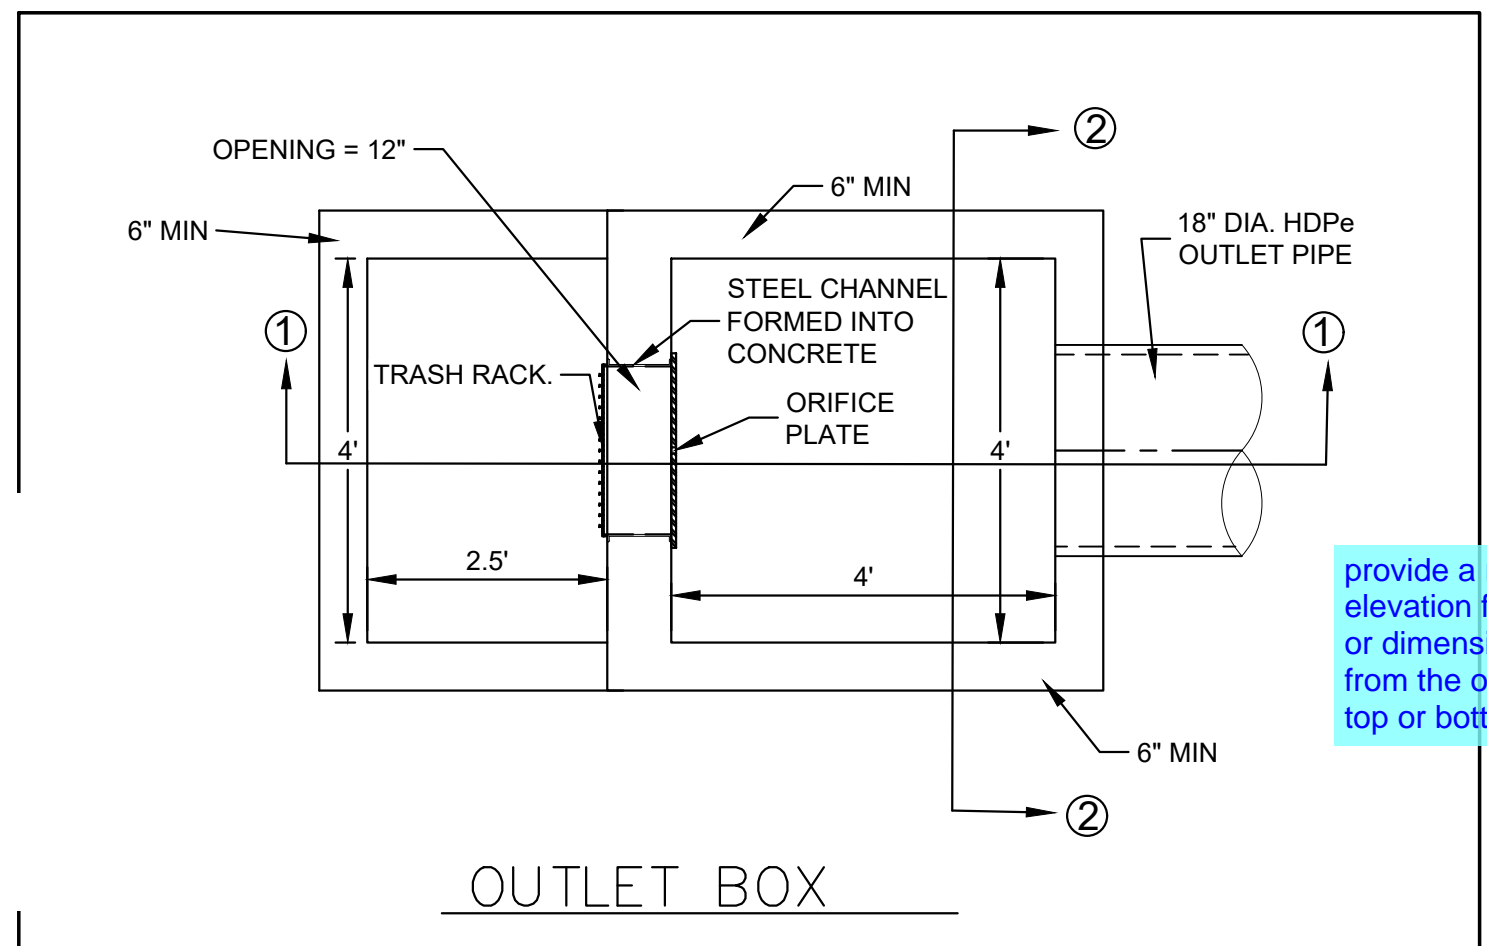 OPENING = 12"
6" MIN
6" MIN
18" DIA. HDPe
OUTLET PIPE
STEEL CHANNEL
FORMED INTO
CONCRETE
TRASH RACK.
ORIFICE
PLATE
4'
4'
2.5'
4'
1
1
2
2
6" MIN
provide a
elevation
or
from the
top or
OUTLET BOX